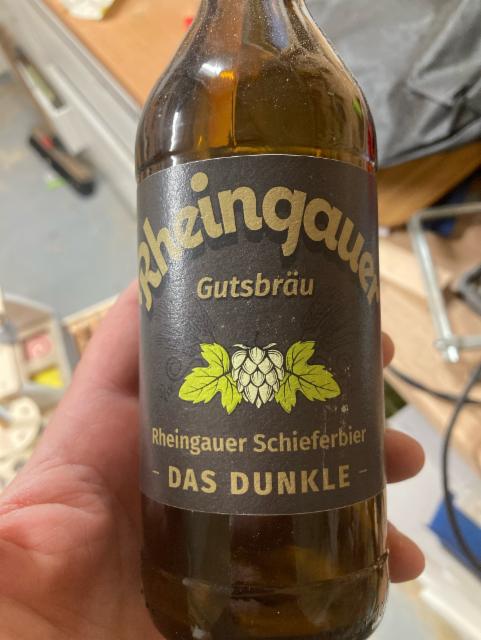 Rheingauer
Gutsbräu
Rheingauer Schieferbier
- DAS DUNKLE -